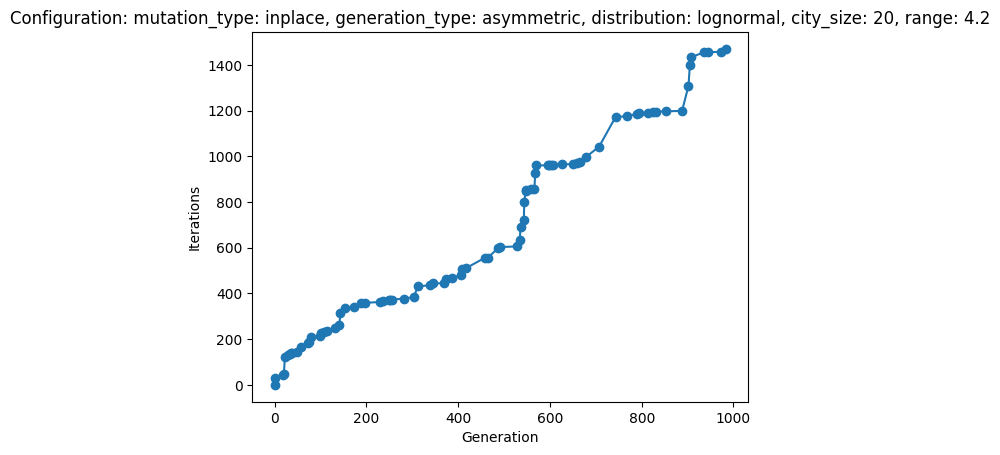 Configuration: mutation_type: inplace, generation_type: asymmetric, distribution: lognormal, city_size: 20, range: 4.2
1400
1200
1000
800
600
400
200
0
Iterations
0 200 400 600 800 1000
Generation